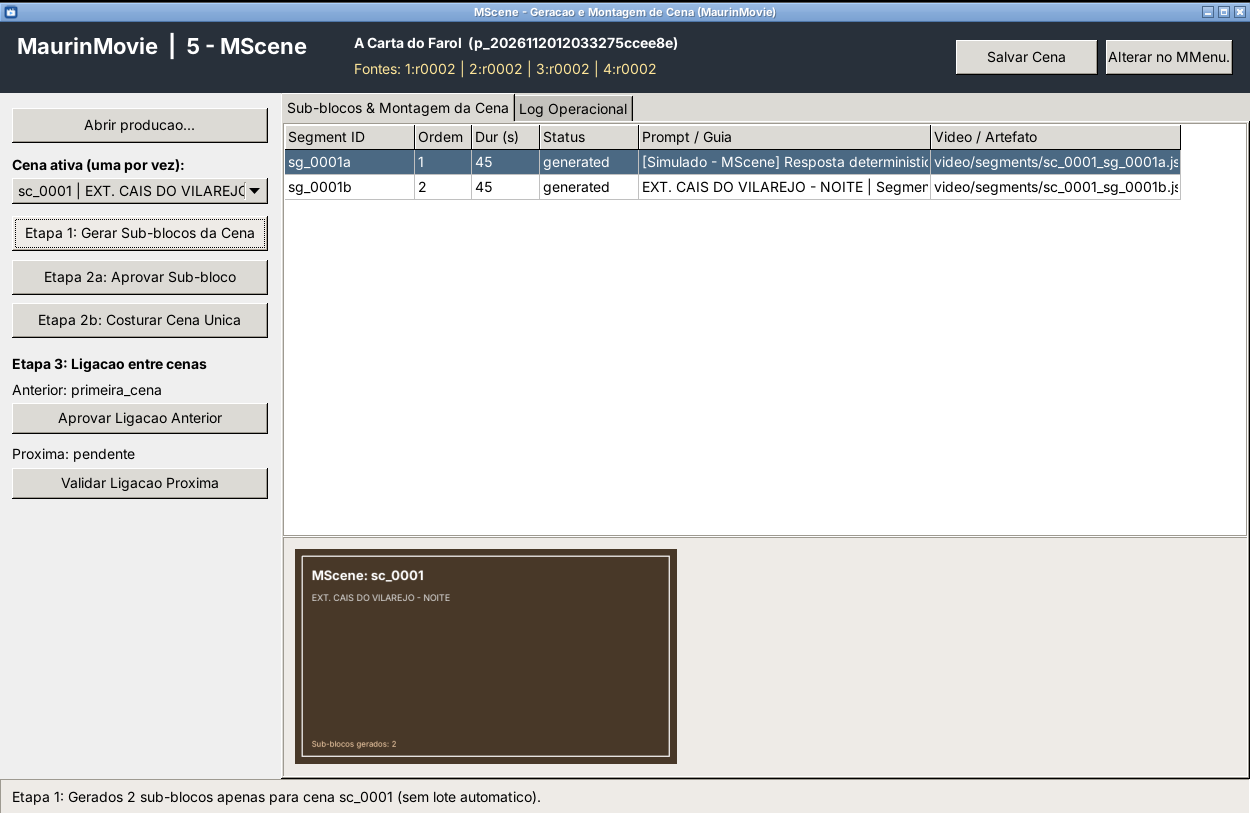 MScene - Geracao e Montagem de Cena (MaurinMovie)
MaurinMovie | 5 - MScene
A Carta do Farol (p_2026112012033275ccee8e)
Fontes: 1:r0002 | 2:r0002 | 3:r0002 | 4:r0002
Salvar Cena
Alterar no MMenu.
Abrir producao...
Cena ativa (uma por vez):
sc_0001 | EXT. CAIS DO VILAREJO
Etapa 1: Gerar Sub-blocos da Cena
Etapa 2a: Aprovar Sub-bloco
Etapa 2b: Costurar Cena Unica
Etapa 3: Ligacao entre cenas
Anterior: primeira_cena
Aprovar Ligacao Anterior
Proxima: pendente
Validar Ligacao Proxima
Sub-blocos & Montagem da Cena
Log Operacional
Segment ID Ordem Dur (s) Status Prompt / Guia Video / Artefato
sg_0001a 1 45 generated [Simulado - MScene] Resposta deterministic video/segments/sc_0001_sg_0001a.js
sg_0001b 2 45 generated EXT. CAIS DO VILAREJO - NOITE | Segmen video/segments/sc_0001_sg_0001b.js
MScene: sc_0001
EXT. CAIS DO VILAREJO - NOITE
Sub-blocos gerados: 2
Etapa 1: Gerados 2 sub-blocos apenas para cena sc_0001 (sem lote automatico).